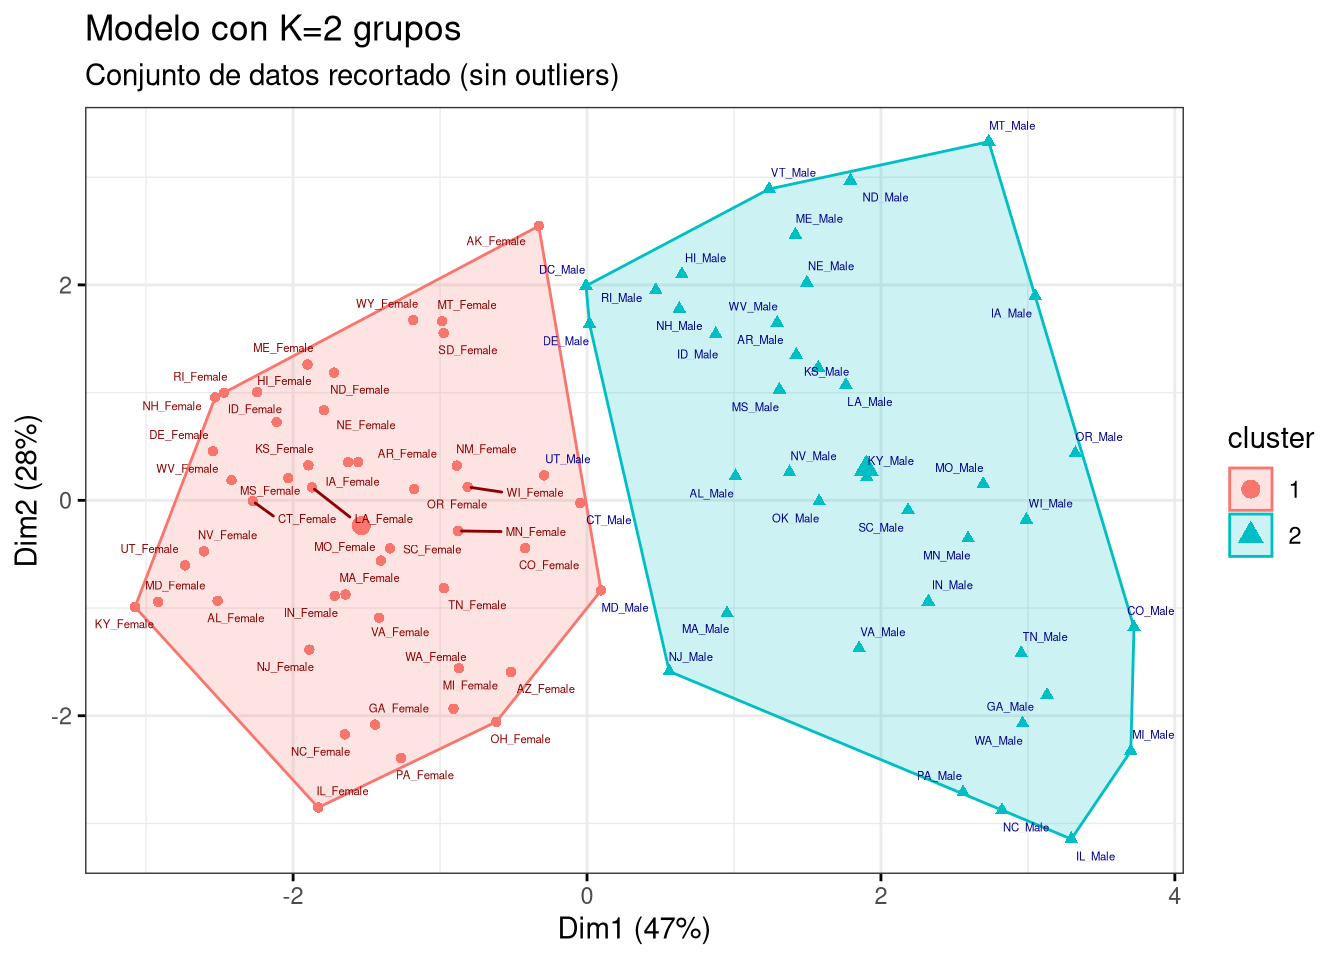 Modelo con K=2 grupos
Conjunto de datos recortado (sin outliers)
MT_Male
VT_Male
ND_Male
ME_Male
AK_Female
HI_Male
NE_Male
DC_Male
2
RI_Male
WY_Female
MT_Female
WV_Male
IA_Male
NH_Male
DE_Male
AR_Male
ME_Female
SD_Female
ID_Male
RI_Female
HI_Female
KS_Male
ND_Female
NH_Female
ID_Female
MS_Male
LA_Male
NE_Female
DE_Female
OR_Male
KS_Female
AR_Female
NM_Female
UT_Male
NV_Male
KY_Male
MO_Male
WV_Female
MS_Female
IA_Female
WI_Female
AL_Male
0
OR_Female
WI_Male
CT_Female
LA_Female
CT_Male
OK_Male
SC_Male
NV_Female
MN_Female
UT_Female
MO_Female
SC_Female
MN_Male
CO_Female
MD_Female
MA_Female
IN_Male
TN_Female
MD_Male
CO_Male
KY_Female
AL_Female
IN_Female
MA_Male
VA_Female
VA_Male
TN_Male
NJ_Female
WA_Female
NJ_Male
MI_Female
AZ_Female
GA_Female
GA_Male
-2
OH_Female
WA_Male
MI_Male
NC_Female
PA_Female
PA_Male
IL_Female
NC_Male
IL_Male
-2
0
2
4
Dim1 (47%)
Dim2 (28%)
cluster
1
2